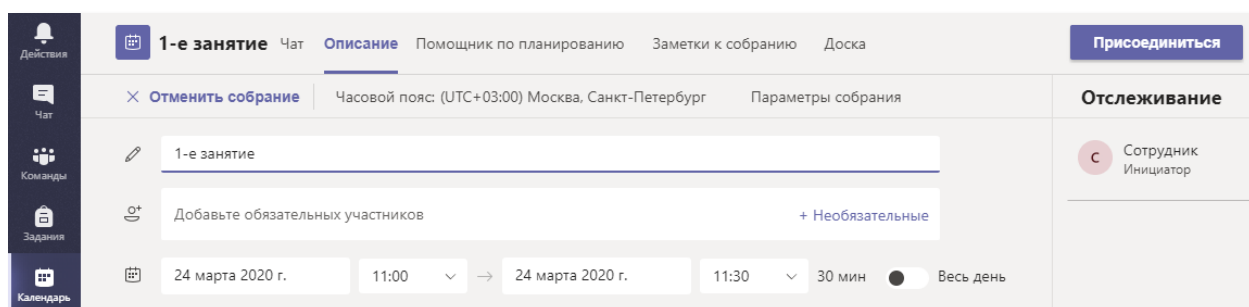 Действия
Чат
Команды
Задания
Календарь
1-е занятие Чат Описание Помощник по планированию Заметки к собранию Доска Присоединиться
Отменить собрание Часовой пояс: (UTC+03:00) Москва, Санкт-Петербург Параметры собрания
1-е занятие
Добавьте обязательных участников + Необязательные
24 марта 2020 г. 11:00 → 24 марта 2020 г. 11:30 30 мин Весь день
Отслеживание
С Сотрудник
Инициатор